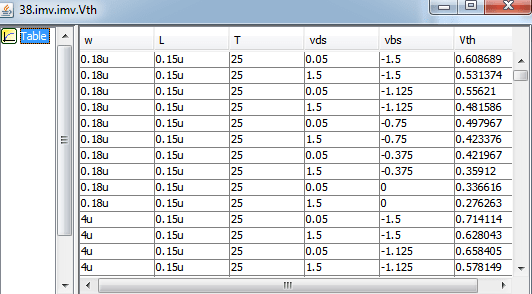 38.imv.imv.Vth
Table
w L T vds vbs Vth
0.18u 0.15u 25 0.05 -1.5 0.608689
0.18u 0.15u 25 1.5 -1.5 0.531374
0.18u 0.15u 25 0.05 -1.125 0.55621
0.18u 0.15u 25 1.5 -1.125 0.481586
0.18u 0.15u 25 0.05 -0.75 0.497967
0.18u 0.15u 25 1.5 -0.75 0.423376
0.18u 0.15u 25 0.05 -0.375 0.421967
0.18u 0.15u 25 1.5 -0.375 0.35912
0.18u 0.15u 25 0.05 0 0.336616
0.18u 0.15u 25 1.5 0 0.276263
4u 0.15u 25 0.05 -1.5 0.714114
4u 0.15u 25 1.5 -1.5 0.628043
4u 0.15u 25 0.05 -1.125 0.658405
4u 0.15u 25 1.5 -1.125 0.578149